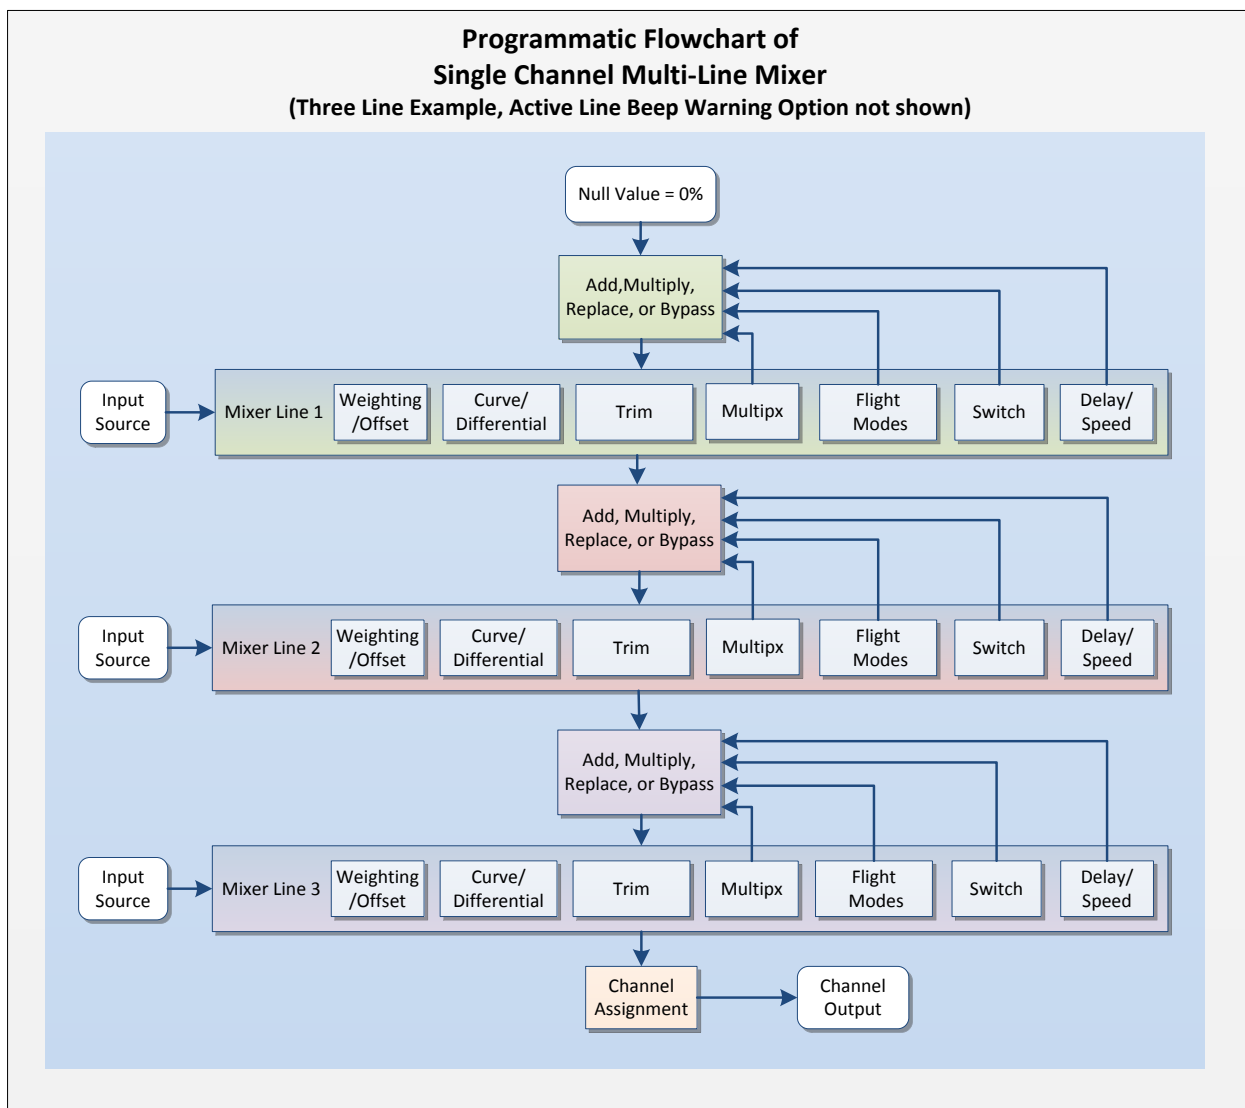 Programmatic Flowchart of
Single Channel Multi-Line Mixer
(Three Line Example, Active Line Beep Warning Option not shown)
Null Value = 0%
Add,Multiply,
Replace, or Bypass
Input
Source
Mixer Line 1
Weighting
/Offset
Curve/
Differential
Trim
Multipx
Flight
Modes
Switch
Delay/
Speed
Add, Multiply,
Replace, or Bypass
Input
Source
Mixer Line 2
Weighting
/Offset
Curve/
Differential
Trim
Multipx
Flight
Modes
Switch
Delay/
Speed
Add, Multiply,
Replace, or Bypass
Input
Source
Mixer Line 3
Weighting
/Offset
Curve/
Differential
Trim
Multipx
Flight
Modes
Switch
Delay/
Speed
Channel
Assignment
Channel
Output